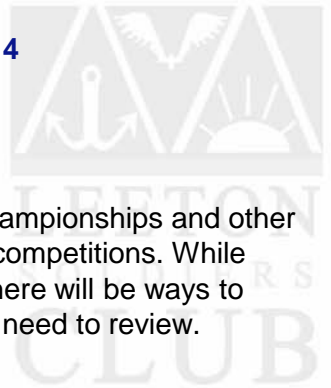 4
LEETON
SOLDIERS
CLUB
ampionships and other
competitions. While
here will be ways to
need to review.